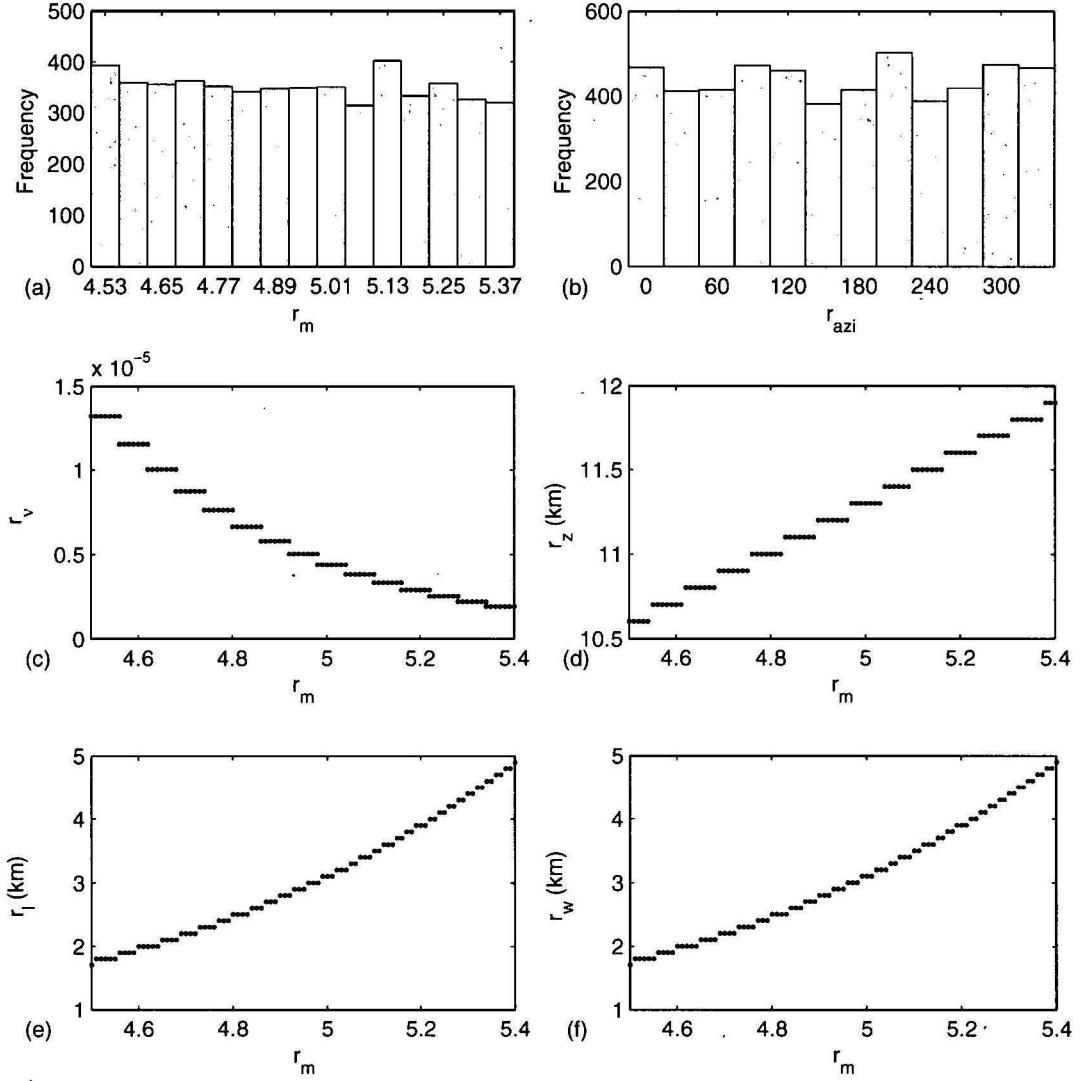 500
400
300
200
100
0
Frequency
4.53 4.65 4.77 4.89 5.01 5.13 5.25 5.37
(a)
r_m
600
400
200
0
Frequency
0 60 120 180 240 300
(b)
r_azi
x 10^-5
1.5
1
0.5
0
r_v
4.6 4.8 5 5.2 5.4
(c)
r_m
12
11.5
11
10.5
r_z (km)
4.6 4.8 5 5.2 5.4
(d)
r_m
5
4
3
2
1
r_l (km)
4.6 4.8 5 5.2 5.4
(e)
r_m
5
4
3
2
1
r_w (km)
4.6 4.8 5 5.2 5.4
(f)
r_m